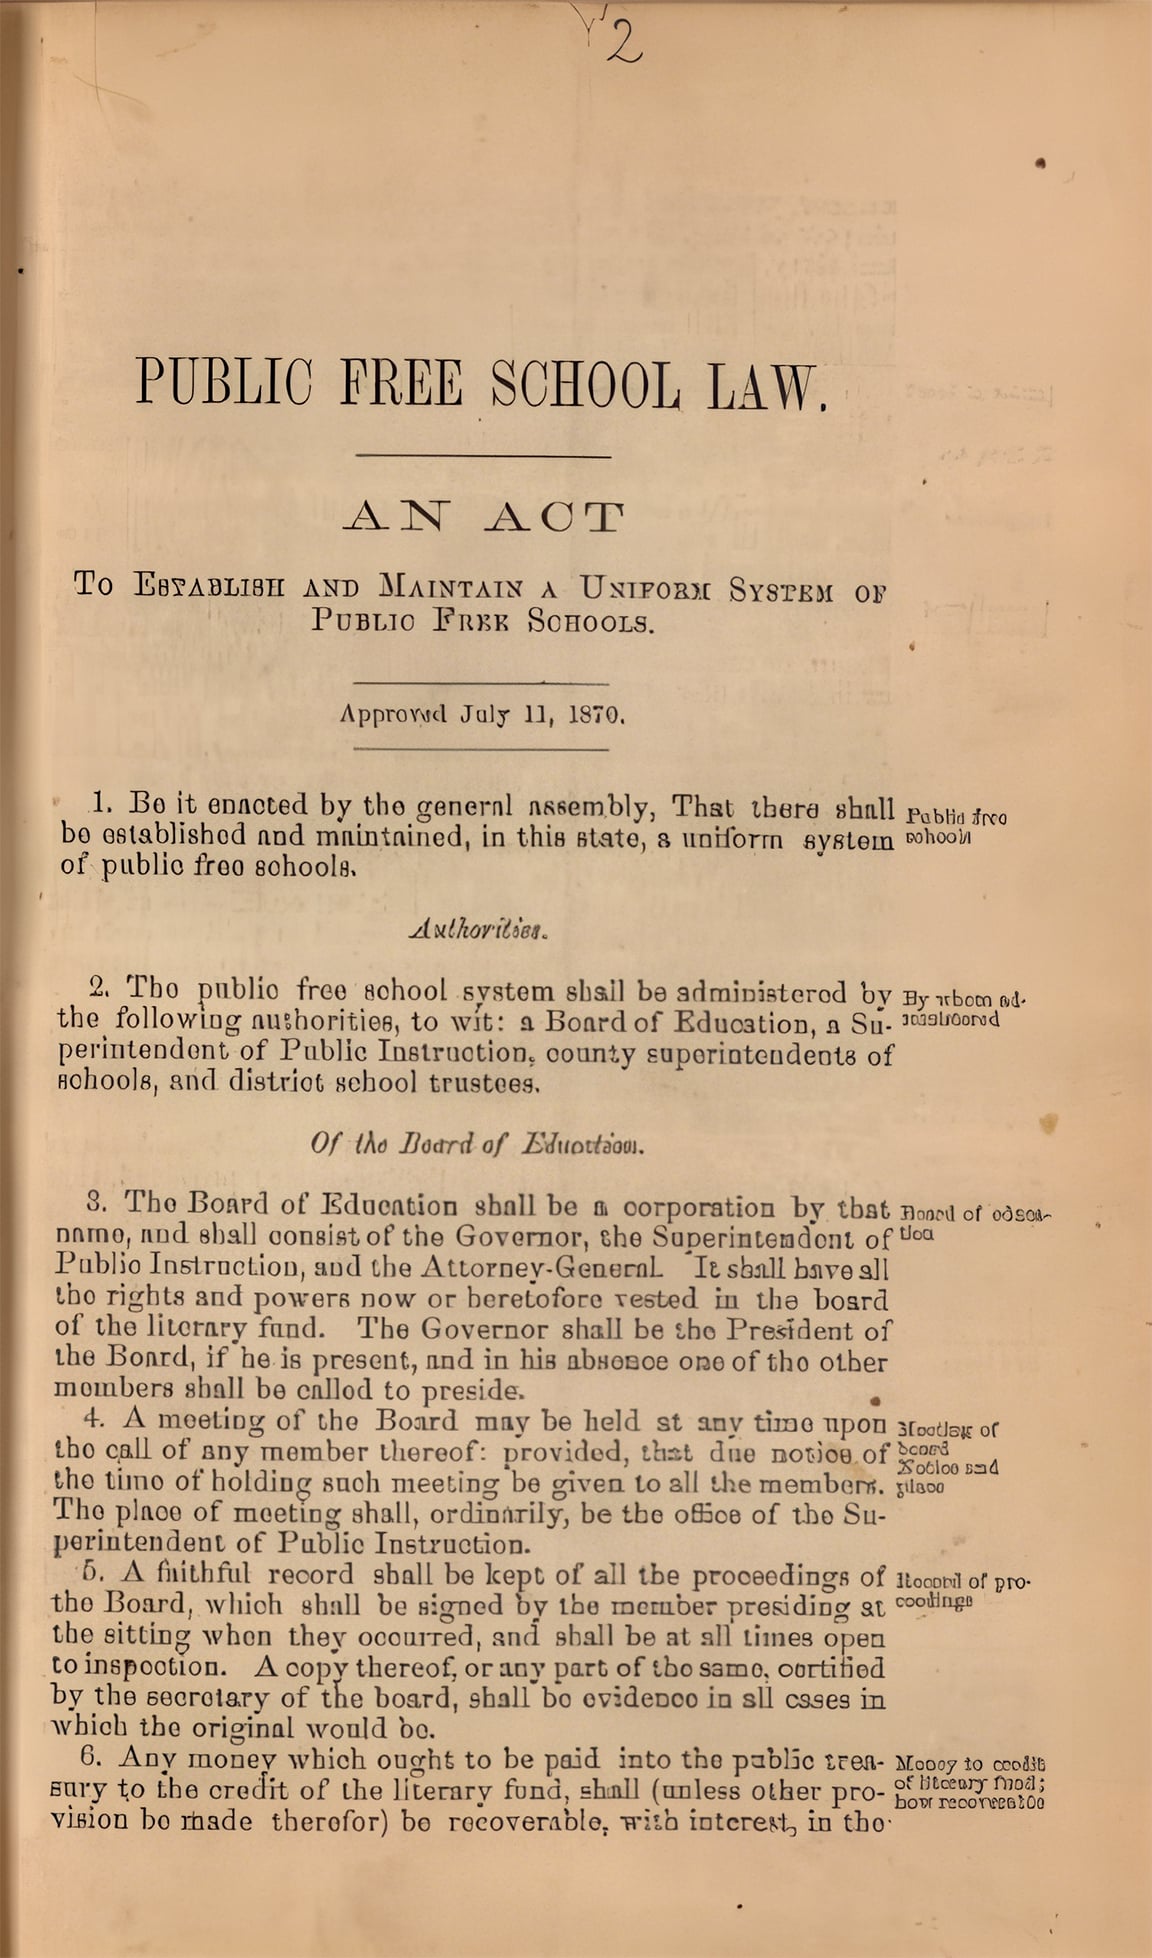 2
PUBLIC FREE SCHOOL LAW.
AN ACT
To Establish and Maintain a Uniform System of
Public Free Schools.
Approved July 11, 1870.
1. Be it enacted by the general assembly, That there shall
Public free
be established and maintained, in this state, a uniform system
schools
of public free schools.
Authorities.
2. The public free school system shall be administered by
By whom ad-
the following authorities, to wit: a Board of Education, a Su-
ministered
perintendent of Public Instruction, county superintendents of
schools, and district school trustees.
Of the Board of Education.
3. The Board of Education shall be a corporation by that
Board of educa-
name, and shall consist of the Governor, the Superintendent of
tion
Public Instruction, and the Attorney-General. It shall have all
the rights and powers now or heretofore vested in the board
of the literary fund. The Governor shall be the President of
the Board, if he is present, and in his absence one of the other
members shall be called to preside.
4. A meeting of the Board may be held at any time upon
Meeting of
the call of any member thereof: provided, that due notice of
board
Notice and
the time of holding such meeting be given to all the members.
place
The place of meeting shall, ordinarily, be the office of the Su-
perintendent of Public Instruction.
5. A faithful record shall be kept of all the proceedings of
Record of pro-
the Board, which shall be signed by the member presiding at
ceedings
the sitting when they occurred, and shall be at all times open
to inspection. A copy thereof, or any part of the same, certified
by the secretary of the board, shall be evidence in all cases in
which the original would be.
6. Any money which ought to be paid into the public trea-
Money to credit
sury to the credit of the literary fund, shall (unless other pro-
of literary fund;
how
vision be made therefor) be recoverable, with interest, in the